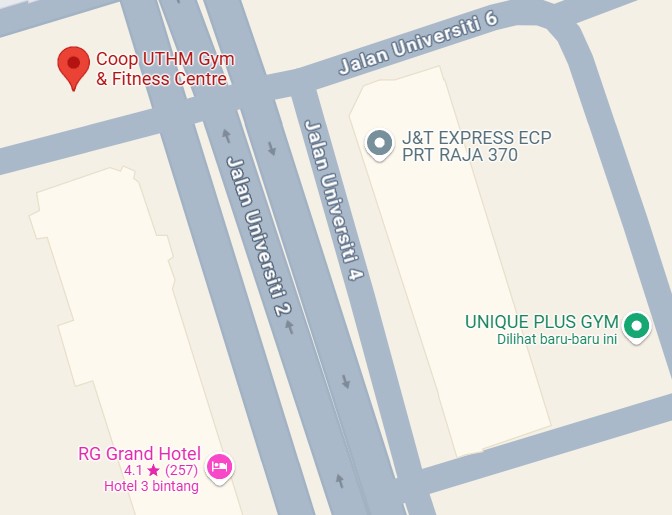 Jalan Universiti 6
Coop UTHM Gym
& Fitness Centre
J&T EXPRESS ECP
PRT RAJA 370
Jalan Universiti 4
Jalan Universiti 2
UNIQUE PLUS GYM
Dilihat baru-baru ini
RG Grand Hotel
4.1 ★ (257)
Hotel 3 bintang